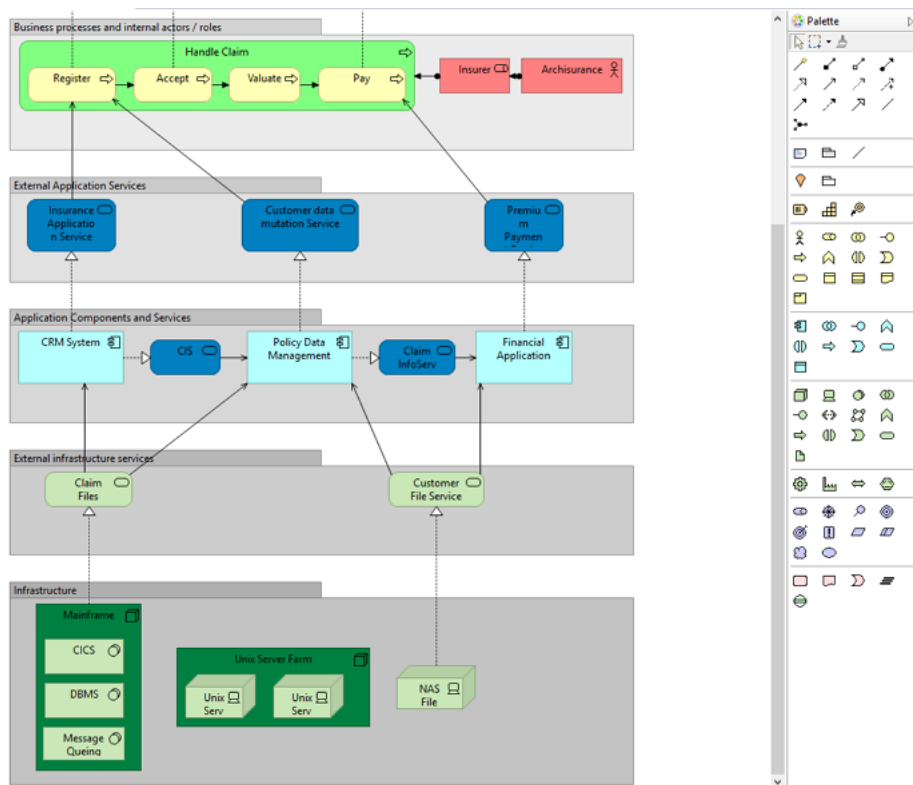 Palette
Business processes and internal actors / roles
Handle Claim
Register
Accept
Valuate
Pay
Insurer
Archisurance
External Application Services
Insurance
Applicatio
n Service
Customer data
mutation Service
Premiu
m
Paymen
Application Components and Services
CRM System
CIS
Policy Data
Management
Claim
InfoServ
Financial
Application
External infrastructure services
Claim
Files
Customer
File Service
Infrastructure
Mainframe
CICS
DBMS
Message
Queing
Unix Server Farm
Unix
Serv
Unix
Serv
NAS
File